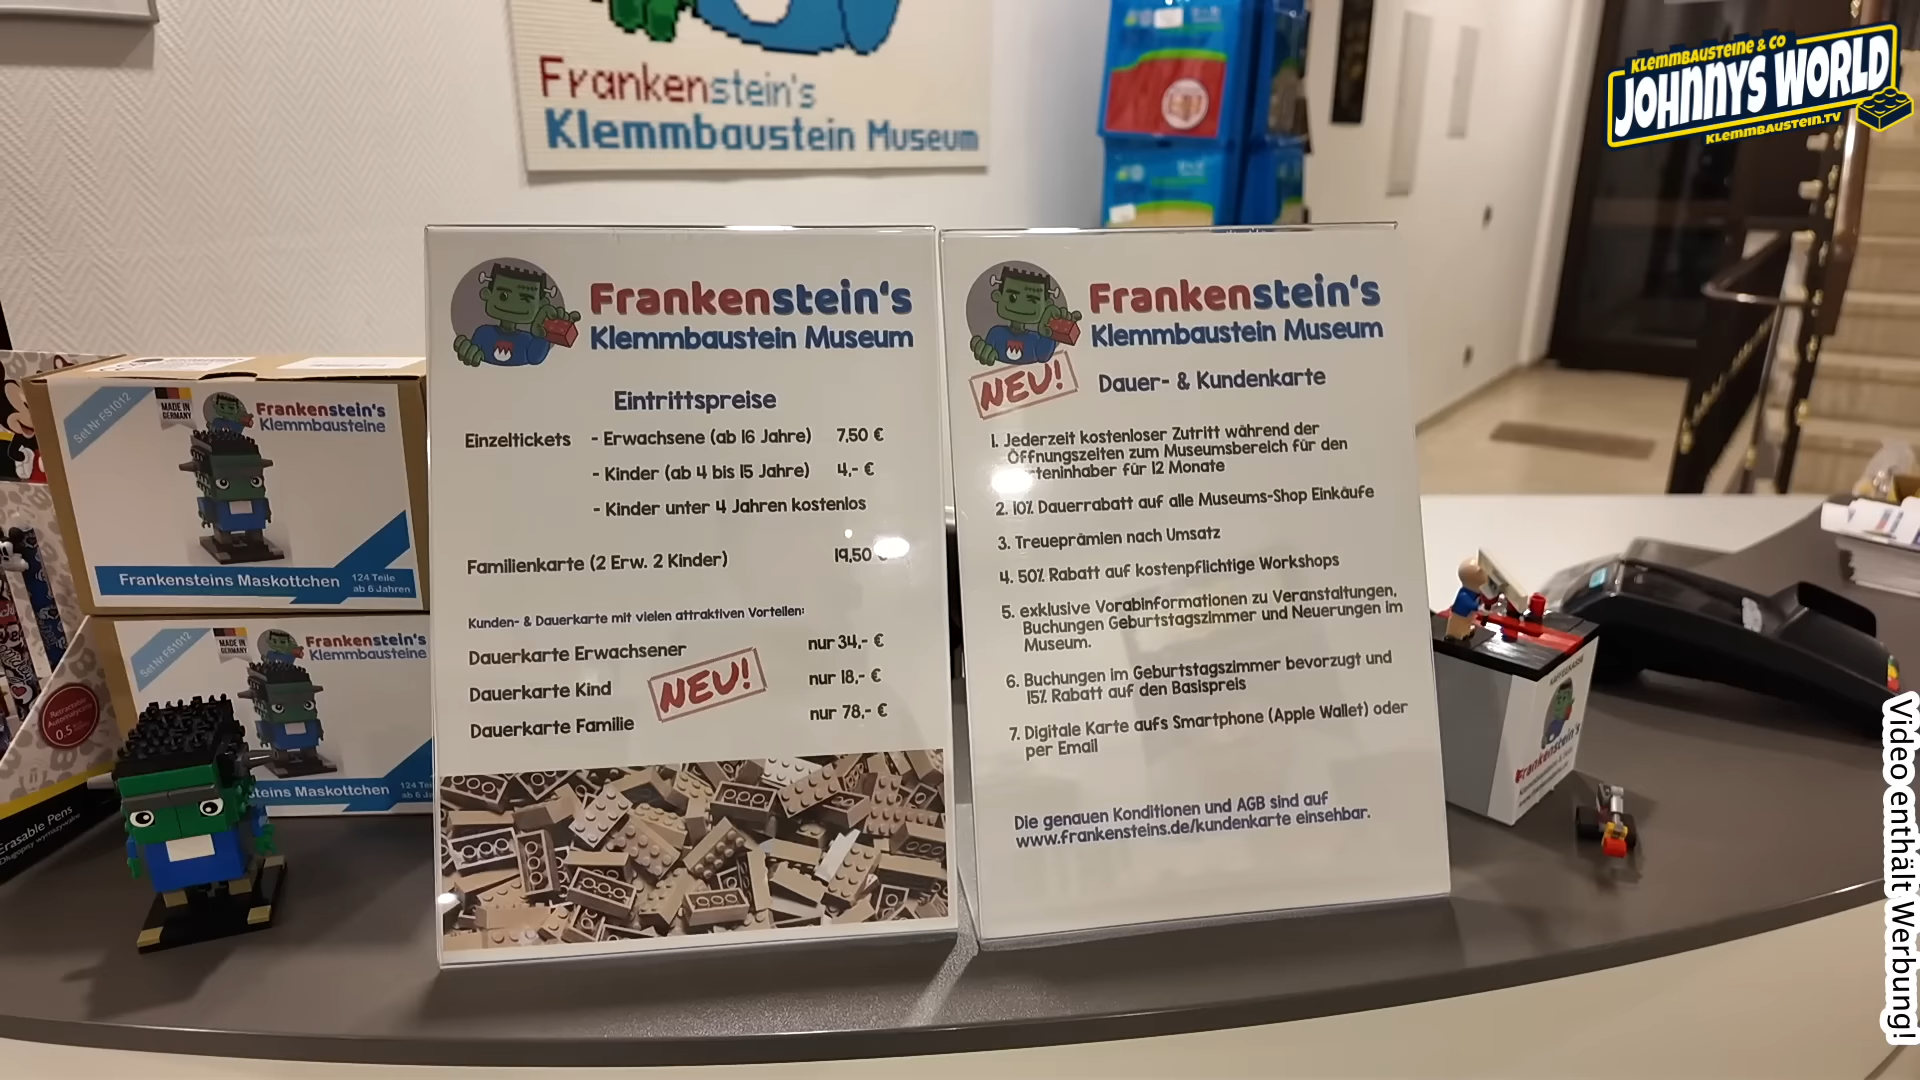 Frankenstein's
Klemmbaustein Museum
KLEMMBAUSTEINE & CO
JOHNNYS WORLD
KLEMMBAUSTEIN.TV
Frankenstein's
Klemmbaustein Museum
Eintrittspreise
Einzeltickets - Erwachsene (ab 16 Jahre) 7,50 €
- Kinder (ab 4 bis 15 Jahre) 4,- €
- Kinder unter 4 Jahren kostenlos
Familienkarte (2 Erw. 2 Kinder) 19,50
Kunden- & Dauerkarte mit vielen attraktiven Vorteilen:
Dauerkarte Erwachsener nur 34,- €
Dauerkarte Kind nur 18,- €
NEU!
Dauerkarte Familie nur 78,- €
Frankenstein's
Klemmbaustein Museum
NEU!
Dauer- & Kundenkarte
1. Jederzeit kostenloser Zutritt während der
Öffnungszeiten zum Museumsbereich für den
für 12 Monate
2. 10% Dauerrabatt auf alle Museums-Shop Einkäufe
3. Treueprämien nach Umsatz
4. 50% Rabatt auf kostenpflichtige Workshops
5. exklusive Vorabinformationen zu Veranstaltungen,
Buchungen Geburtstagszimmer und Neuerungen im
Museum.
6. Buchungen im Geburtstagszimmer bevorzugt und
15% Rabatt auf den Basispreis
7. Digitale Karte aufs Smartphone (Apple Wallet) oder
per Email
Die genauen Konditionen und AGB sind auf
www.frankensteins.de/kundenkarte einsehbar.
Set Nr FS1012
MADE IN
GERMANY
Frankenstein's
Klemmbausteine
Frankensteins Maskottchen
124 Teile
ab 6 Jahren
Set Nr FS1012
MADE IN
GERMANY
Frankenstein's
Klemmbausteine
steins Maskottchen
Retractable
0.5
Erasable Pens
Frankenstein's
Video enthält Werbung!